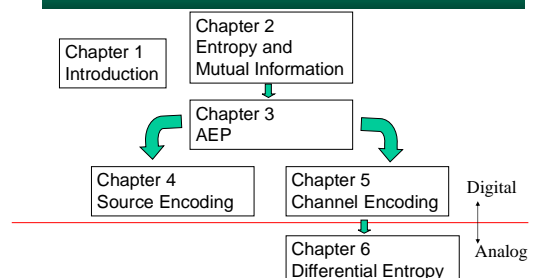 Chapter 1
Introduction
Chapter 2
Entropy and
Mutual Information
Chapter 3
AEP
Chapter 4
Source Encoding
Chapter 5
Channel Encoding
Digital
Analog
Chapter 6
Differential Entropy